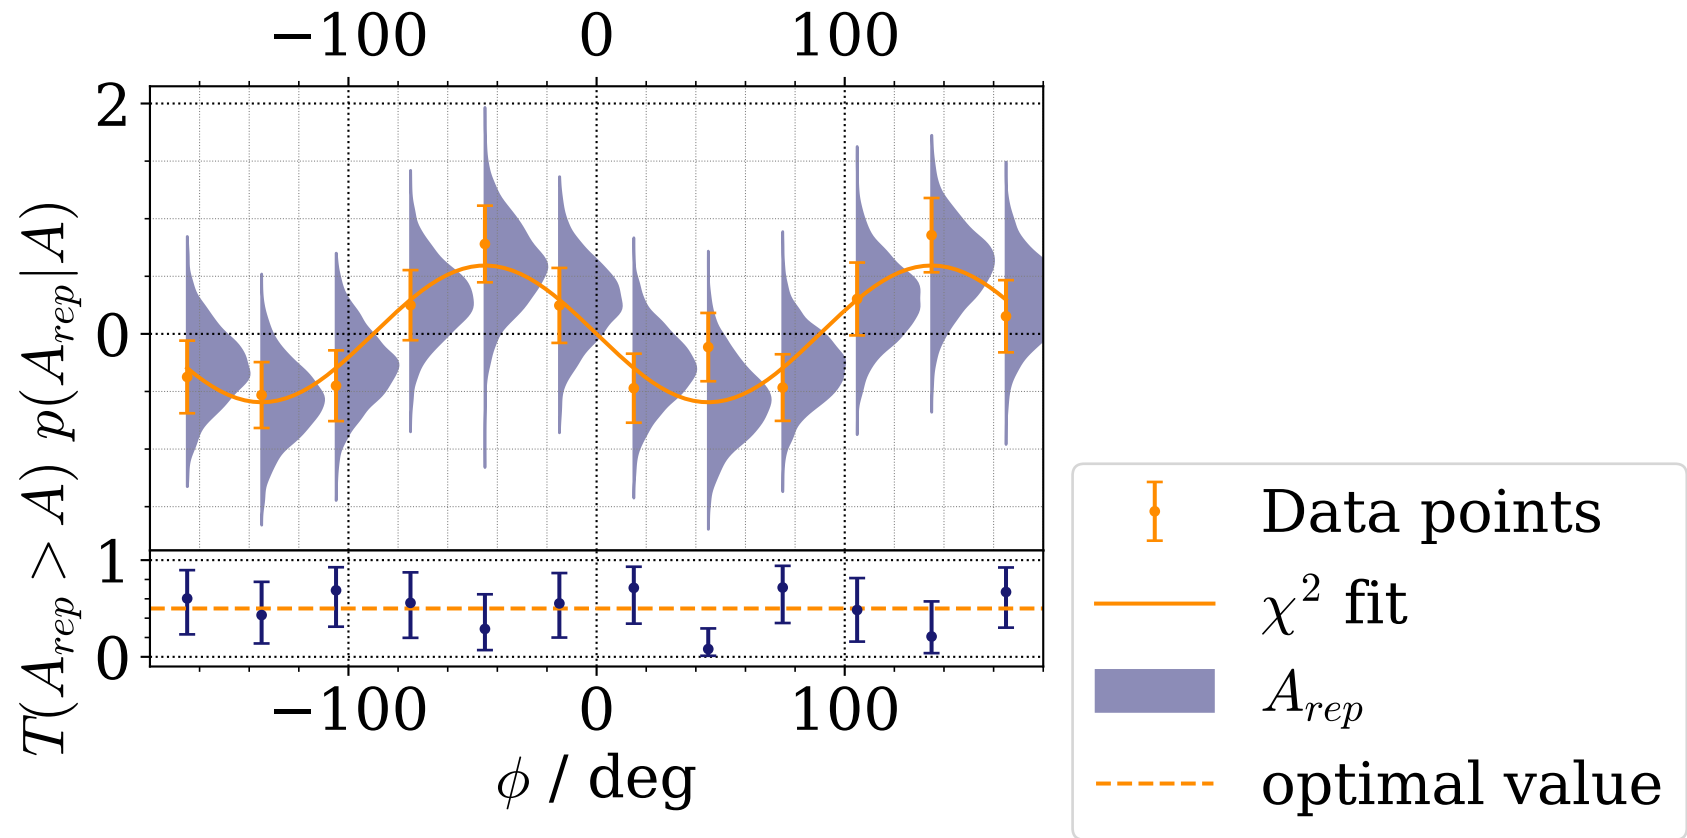 −100 0 100
2
0
p(A_rep|A)
1
0
T(A_rep > A)
−100 0 100
ϕ / deg
Data points
χ² fit
A_rep
optimal value